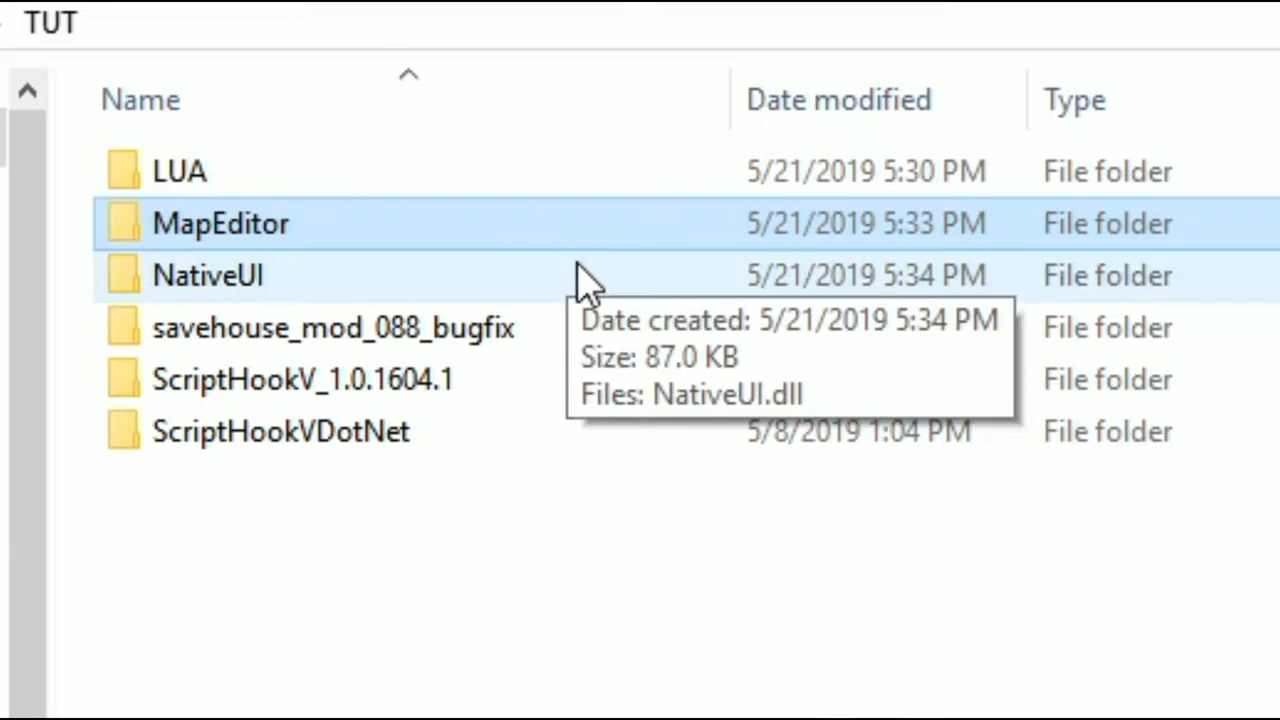 TUT
Name Date modified Type
LUA 5/21/2019 5:30 PM File folder
MapEditor 5/21/2019 5:33 PM File folder
NativeUI 5/21/2019 5:34 PM File folder
savehouse_mod_088_bugfix File folder
Date created: 5/21/2019 5:34 PM
Size: 87.0 KB
Files: NativeUI.dll
ScriptHookV_1.0.1604.1 File folder
ScriptHookVDotNet 5/8/2019 1:04 PM File folder